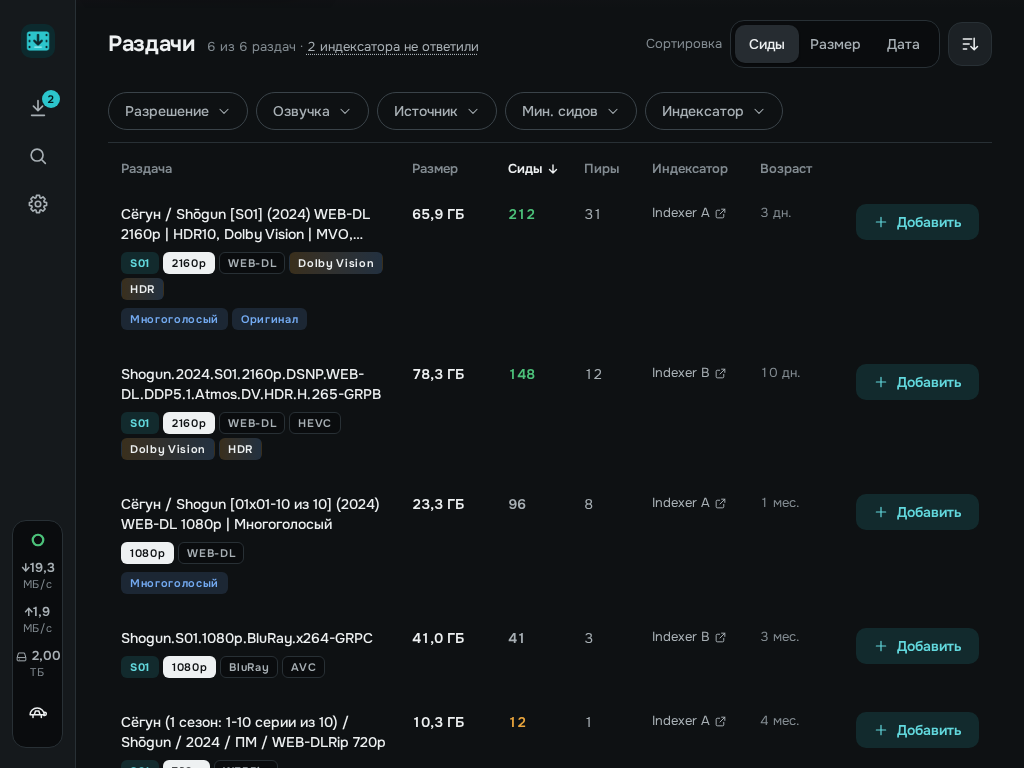 Раздачи 6 из 6 раздач · 2 индексатора не ответили
Сортировка Сиды Размер Дата
2
Разрешение Озвучка Источник Мин. сидов Индексатор
Раздача Размер Сиды Пиры Индексатор Возраст
Сёгун / Shōgun [S01] (2024) WEB-DL 65,9 ГБ 212 31 Indexer A 3 дн. Добавить
2160p | HDR10, Dolby Vision | MVO,…
S01 2160p WEB-DL Dolby Vision
HDR
Многоголосый Оригинал
Shogun.2024.S01.2160p.DSNP.WEB- 78,3 ГБ 148 12 Indexer B 10 дн. Добавить
DL.DDP5.1.Atmos.DV.HDR.H.265-GRPB
S01 2160p WEB-DL HEVC
Dolby Vision HDR
Сёгун / Shogun [01x01-10 из 10] (2024) 23,3 ГБ 96 8 Indexer A 1 мес. Добавить
WEB-DL 1080p | Многоголосый
1080p WEB-DL
Многоголосый
Shogun.S01.1080p.BluRay.x264-GRPC 41,0 ГБ 41 3 Indexer B 3 мес. Добавить
S01 1080p BluRay AVC
Сёгун (1 сезон: 1-10 серии из 10) / 10,3 ГБ 12 1 Indexer A 4 мес. Добавить
Shōgun / 2024 / ПМ / WEB-DLRip 720p
19,3
МБ/с
1,9
МБ/с
2,00
ТБ